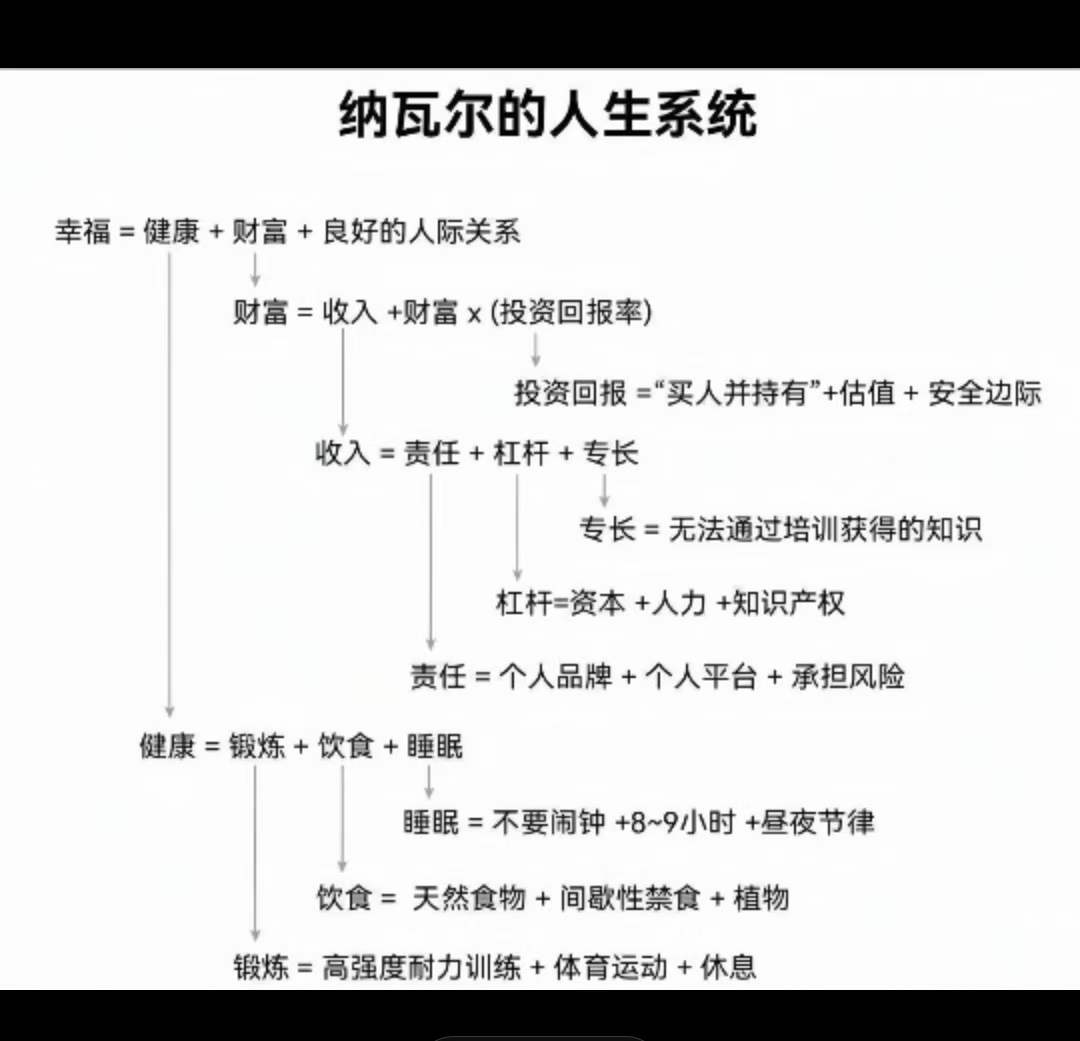 纳瓦尔的人生系统
幸福 = 健康 + 财富 + 良好的人际关系
财富 = 收入 +财富 x (投资回报率)
投资回报 =“买人并持有”+估值 + 安全边际
收入 = 责任 + 杠杆 + 专长
专长 = 无法通过培训获得的知识
杠杆=资本 +人力 +知识产权
责任 = 个人品牌 + 个人平台 + 承担风险
健康 = 锻炼 + 饮食 + 睡眠
睡眠 = 不要闹钟 +8~9小时 +昼夜节律
饮食 = 天然食物 + 间歇性禁食 + 植物
锻炼 = 高强度耐力训练 + 体育运动 + 休息